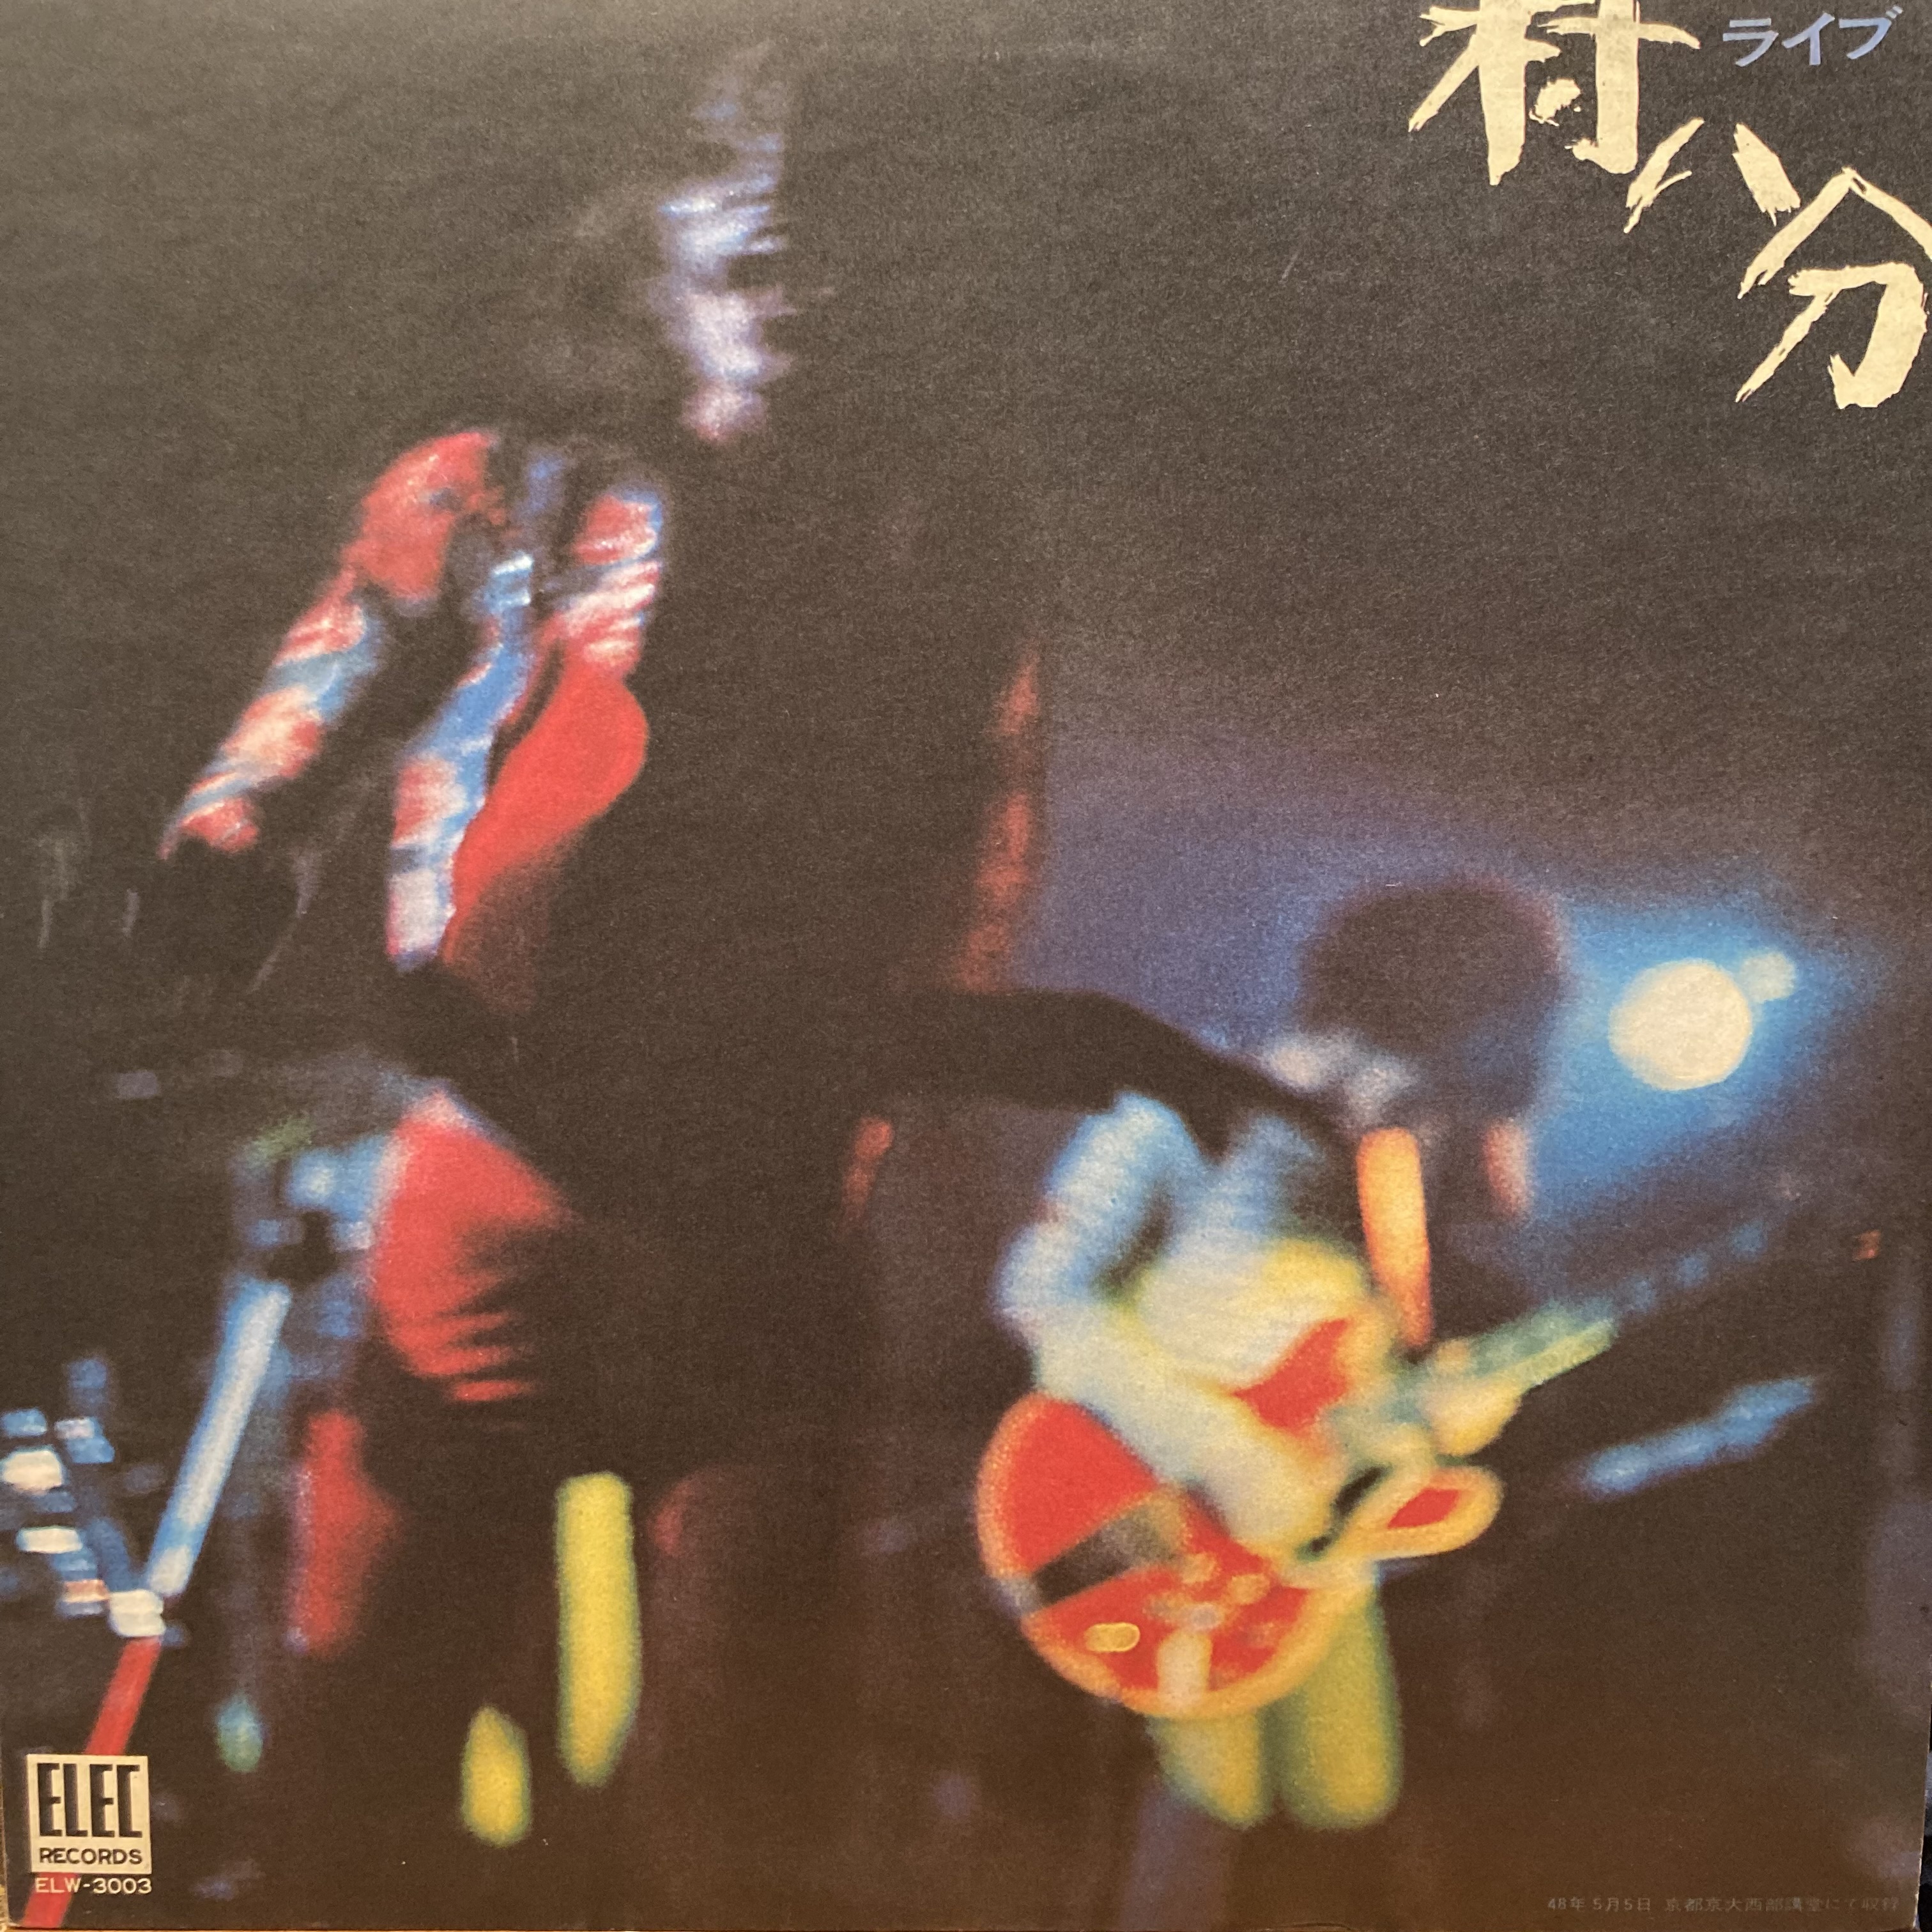 ライブ
村八分
ELEC
RECORDS
ELW-3003
48年5月5日 京都京大西部講堂にて収録